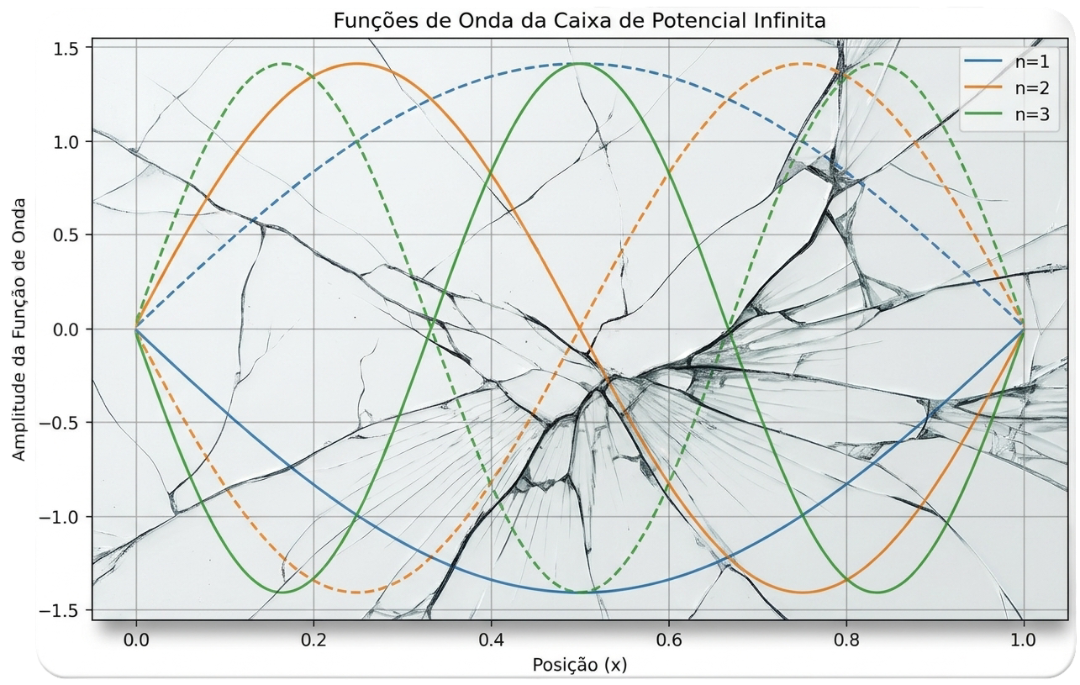 Funções de Onda da Caixa de Potencial Infinita
n=1
n=2
n=3
Amplitude da Função de Onda
1.5
1.0
0.5
0.0
−0.5
−1.0
−1.5
0.0 0.2 0.4 0.6 0.8 1.0
Posição (x)